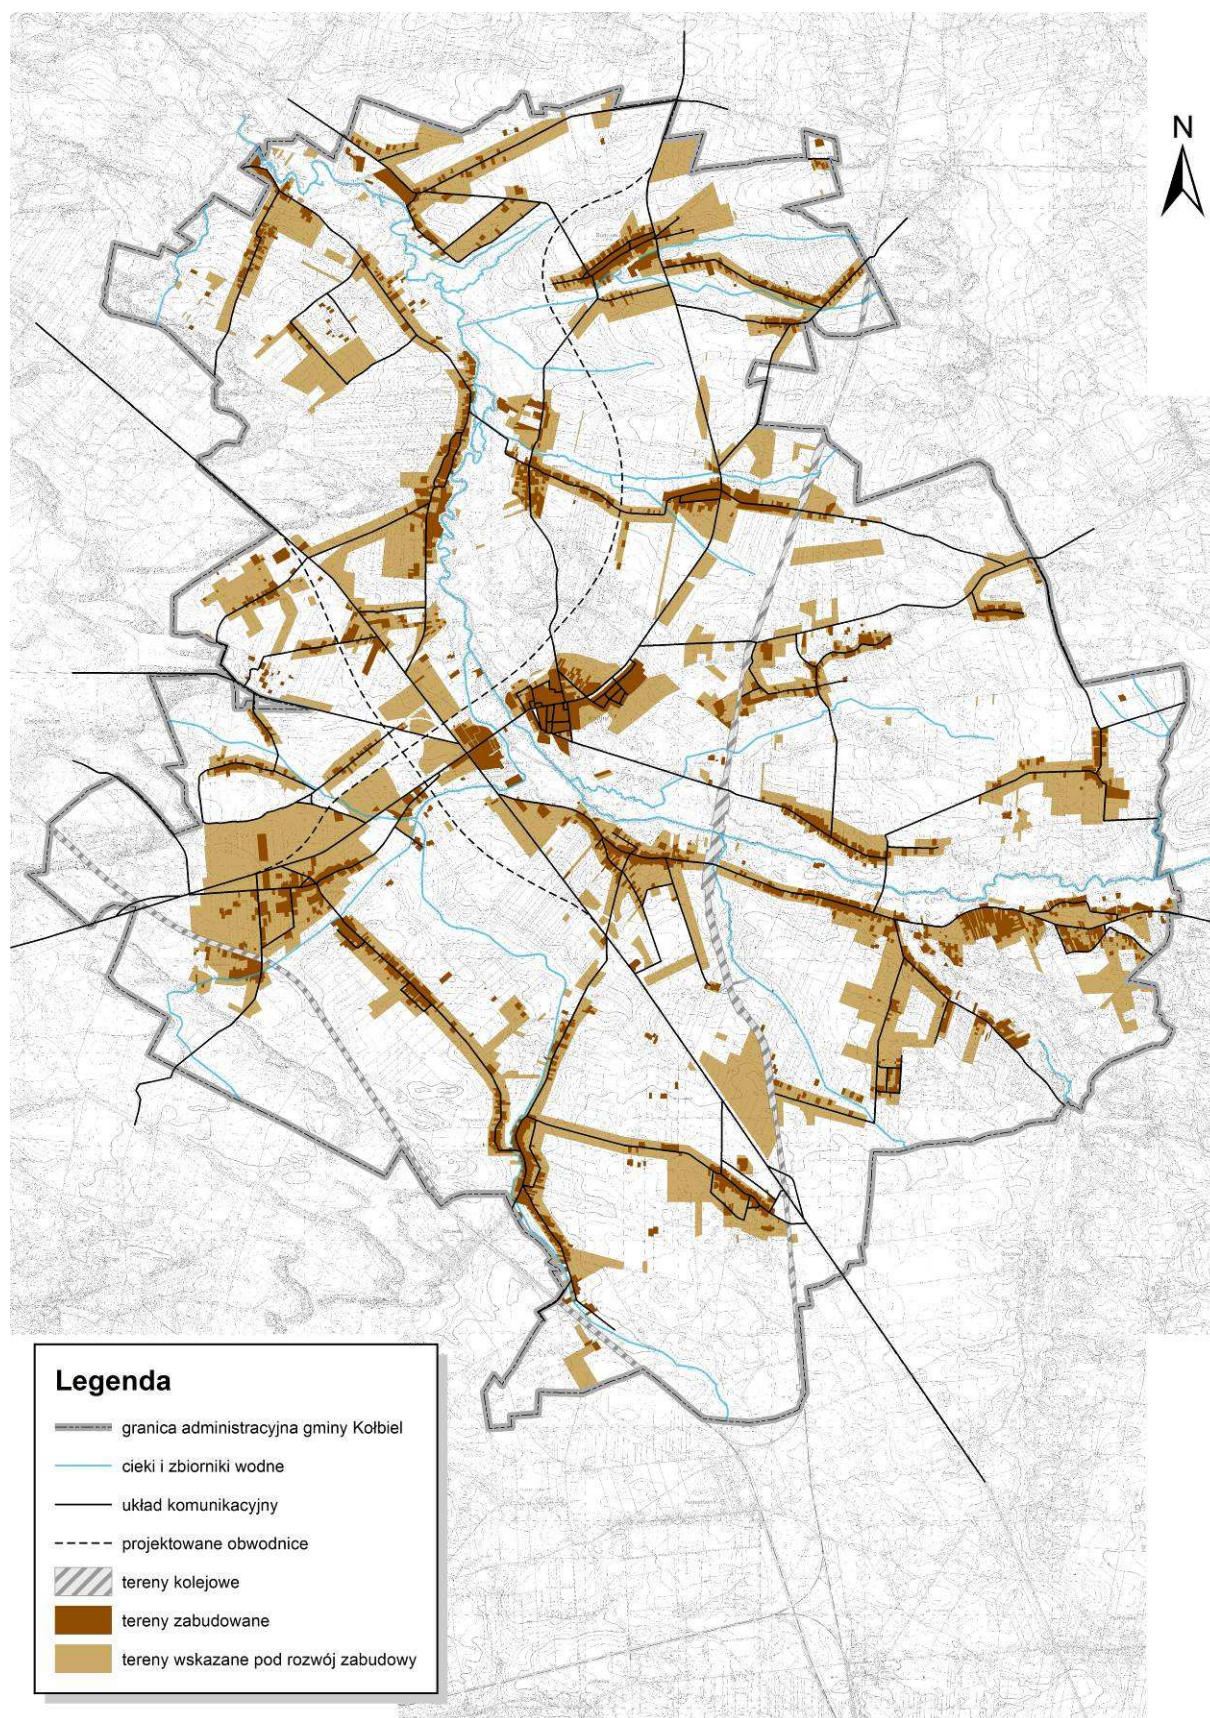 N
Legenda
granica administracyjna gminy Kołbiel
cieki i zbiorniki wodne
układ komunikacyjny
projektowane obwodnice
tereny kolejowe
tereny zabudowane
tereny wskazane pod rozwój zabudowy